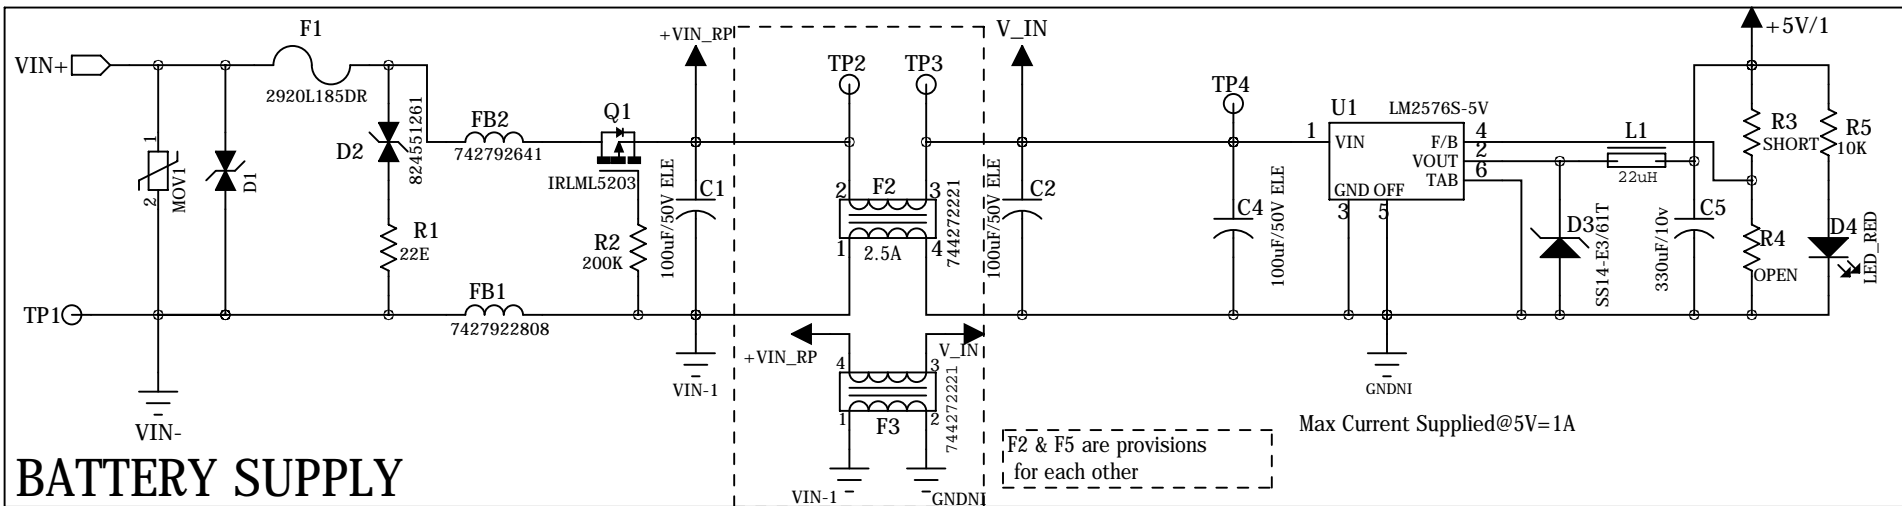 F1
VIN+
2920L185DR
1
2
MOV1
D1
D2
824551261
R1
22E
TP1
VIN-
BATTERY SUPPLY
FB2
742792641
FB1
7427922808
Q1
IRLML5203
R2
200K
+VIN_RP
C1
100uF/50V ELE
VIN-1
TP2
TP3
2
F2
3
1
2.5A
4
744272221
+VIN_RP
V_IN
4
3
1
F3
2
744272221
VIN-1
GNDNI
V_IN
C2
100uF/50V ELE
F2 & F5 are provisions
for each other
TP4
C4
100uF/50V ELE
U1
LM2576S-5V
1
VIN
F/B
4
VOUT
2
TAB
6
GND OFF
3
5
GNDNI
Max Current Supplied@5V=1A
L1
22uH
D3
SS14-E3/61T
C5
330uF/10v
+5V/1
R3
SHORT
R4
OPEN
R5
10K
D4
LED_RED